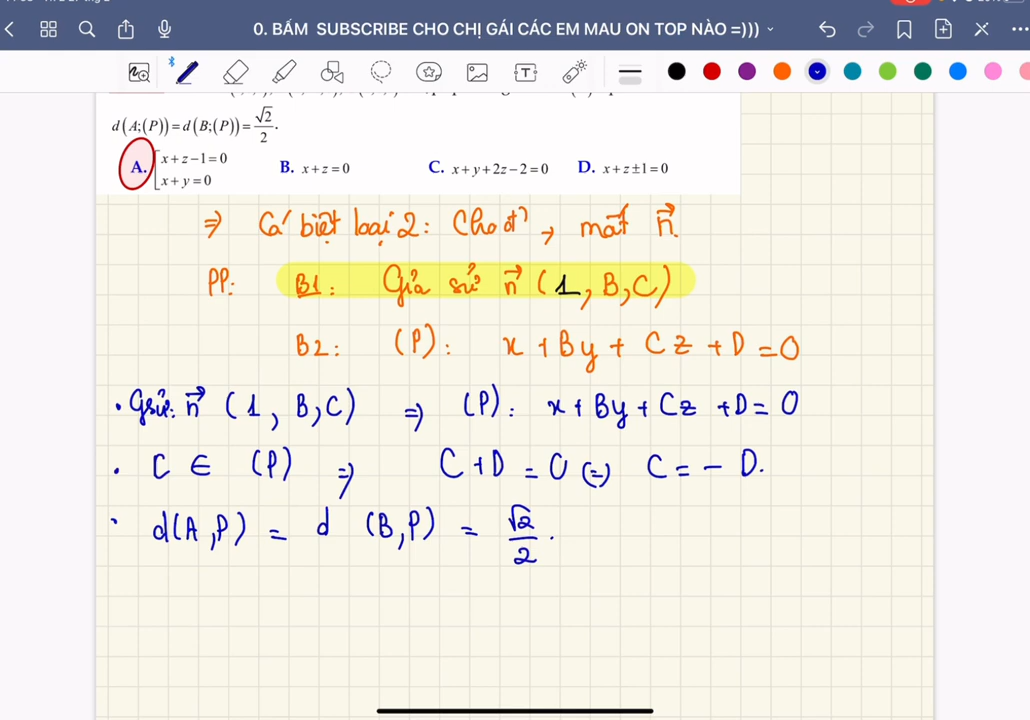 0. BẤM SUBSCRIBE CHO CHỊ GÁI CÁC EM MAU ON TOP NÀO =)))
d(A;(P))=d(B;(P))=√2/2.
A. [x+z−1=0
x+y=0
B. x+z=0
C. x+y+2z−2=0
D. x+z±1=0
⇒ Cá biệt loại 2: Cho đ', mất n⃗.
PP: B1: Giả sử n⃗ (1, B, C)
B2: (P): x + By + Cz + D = 0
• Gsử: n⃗ (1, B, C) ⇒ (P): x + By + Cz + D = 0
• C ∈ (P) ⇒ C + D = 0 (=) C = − D.
• d(A,P) = d (B,P) = √2/2.